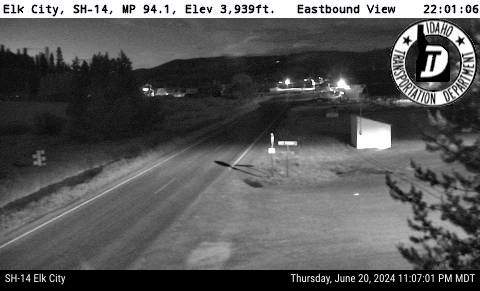 Elk City, SH-14, MP 94.1, Elev 3,939ft. Eastbound View 22:01:06
IDAHO
TRANSPORTATION DEPARTMENT
SH-14 Elk City Thursday, June 20, 2024 11:07:01 PM MDT